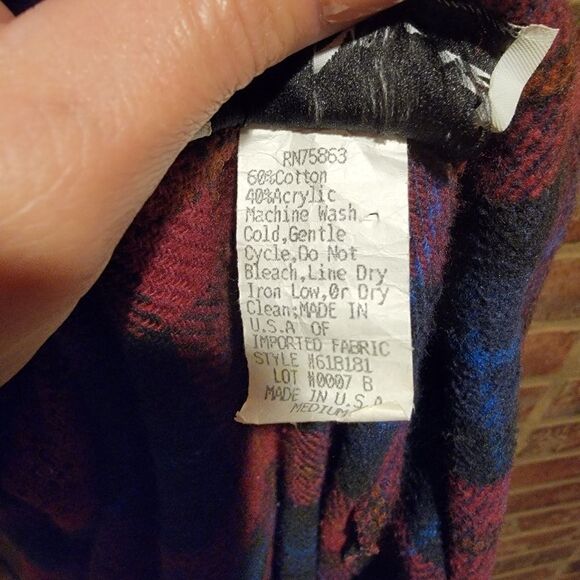 RN75863
60%Cotton
40%Acrylic
Machine Wash
Cold,Gentle
Cycle,Do Not
Bleach,Line Dry
Iron Low,Or Dry
Clean;MADE IN
U.S.A OF
IMPORTED FABRIC
STYLE #618181
LOT #0007 B
MADE IN U.S.A
MEDIUM